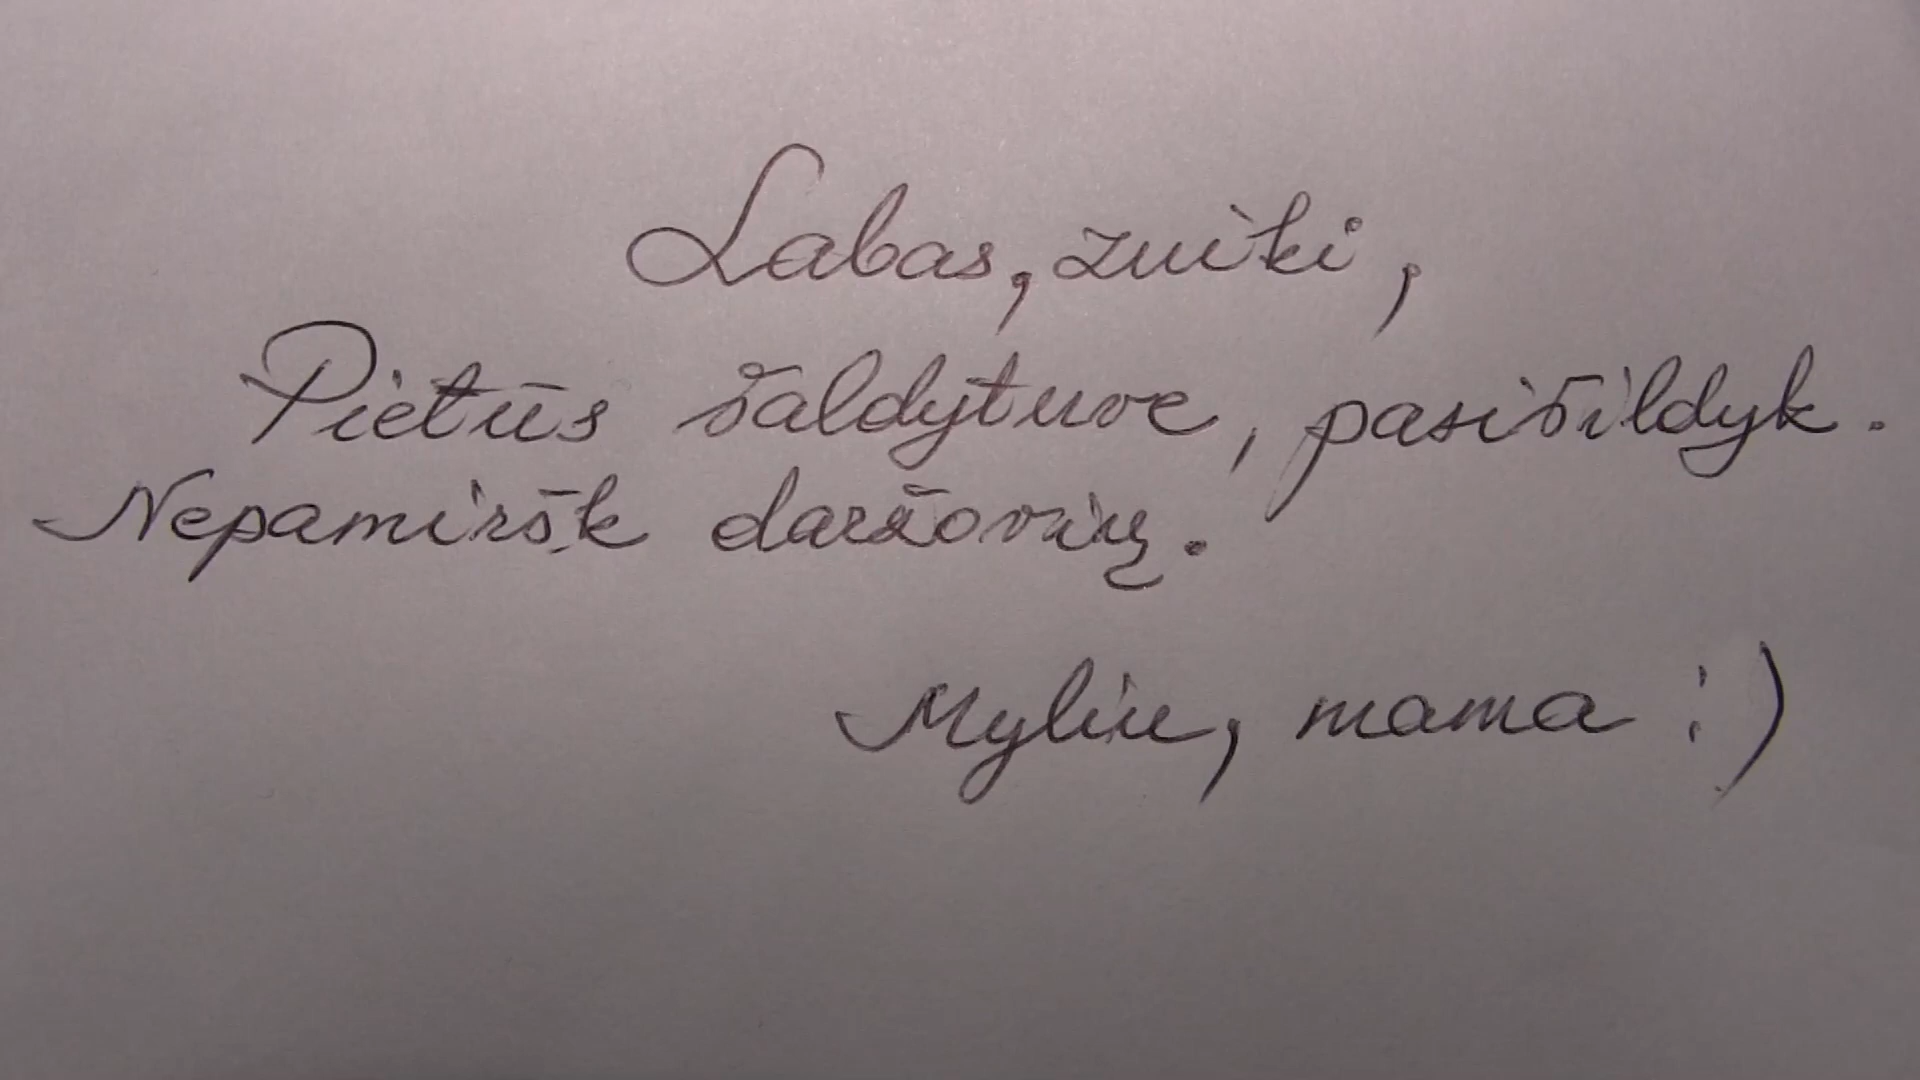 Labas, zuiki,
Pietūs šaldytuve, pasišildyk.
Nepamiršk daržovių.
Myliu, mama :)